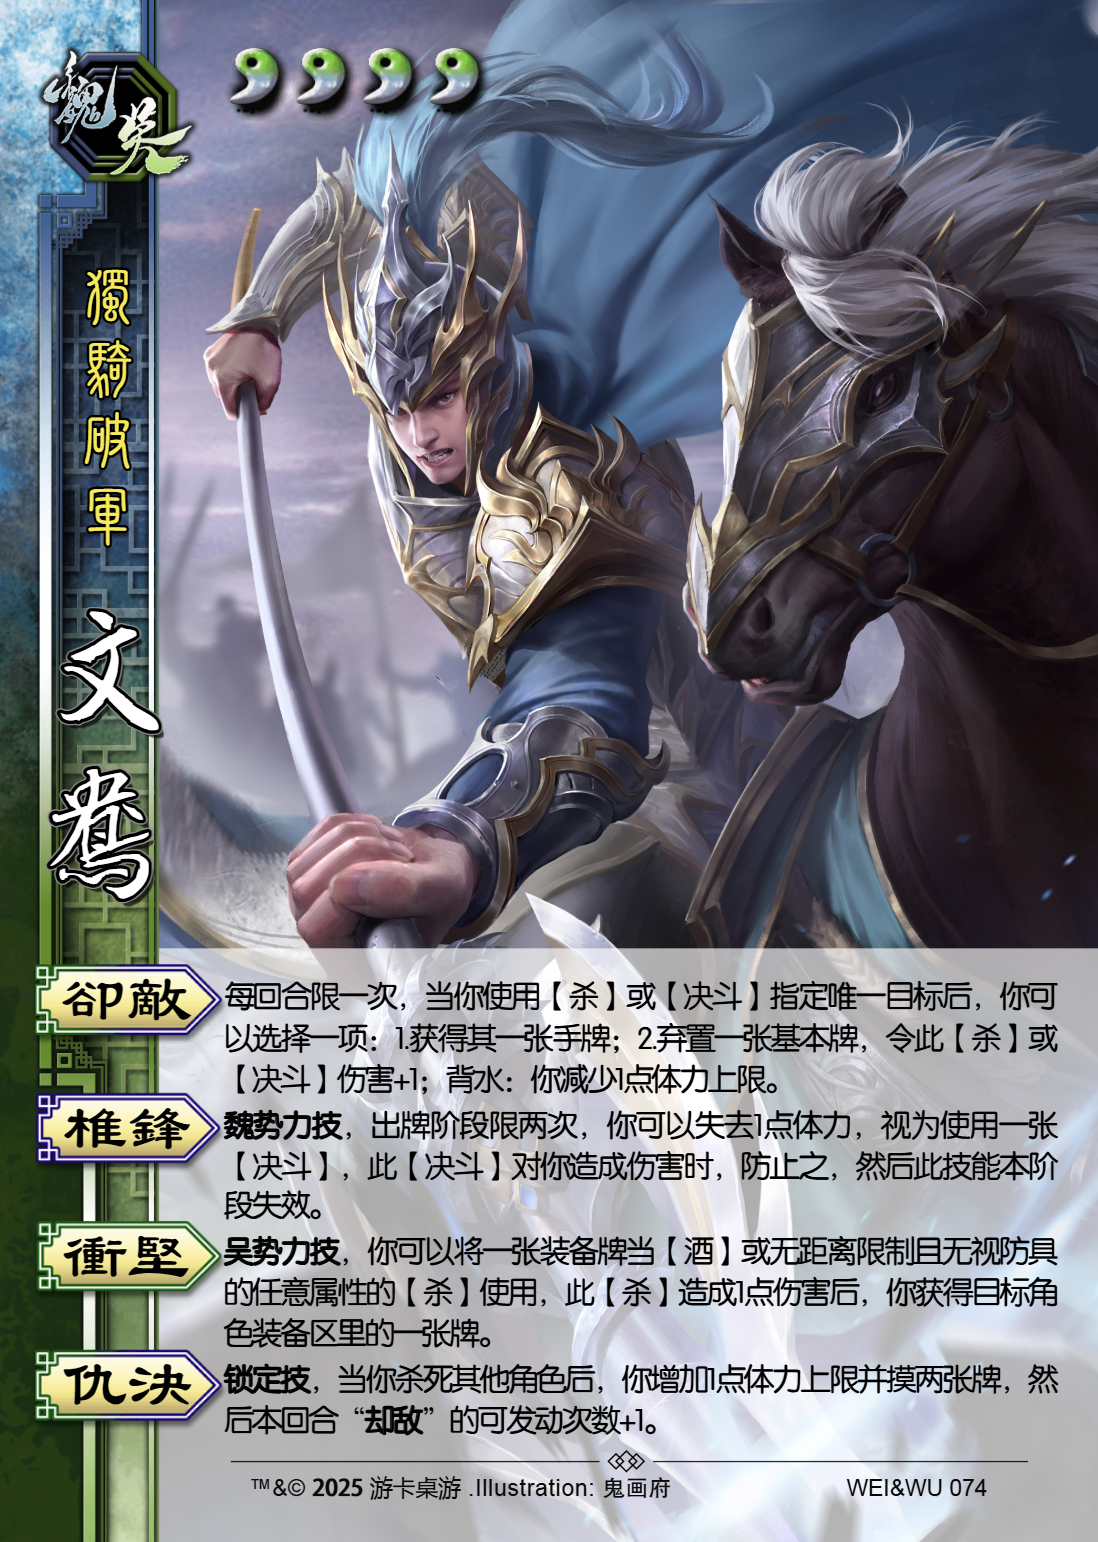 魏
吴
獨騎破軍
文鸯
卻敵
每回合限一次，当你使用【杀】或【决斗】指定唯一目标后，你可
以选择一项：1.获得其一张手牌；2.弃置一张基本牌，令此【杀】或
【决斗】伤害+1；背水：你减少1点体力上限。
椎鋒
魏势力技，出牌阶段限两次，你可以失去1点体力，视为使用一张
【决斗】，此【决斗】对你造成伤害时，防止之，然后此技能本阶
段失效。
衝堅
吴势力技，你可以将一张装备牌当【酒】或无距离限制且无视防具
的任意属性的【杀】使用，此【杀】造成1点伤害后，你获得目标角
色装备区里的一张牌。
仇決
锁定技，当你杀死其他角色后，你增加1点体力上限并摸两张牌，然
后本回合“却敌”的可发动次数+1。
™&© 2025 游卡桌游 .Illustration: 鬼画府
WEI&WU 074